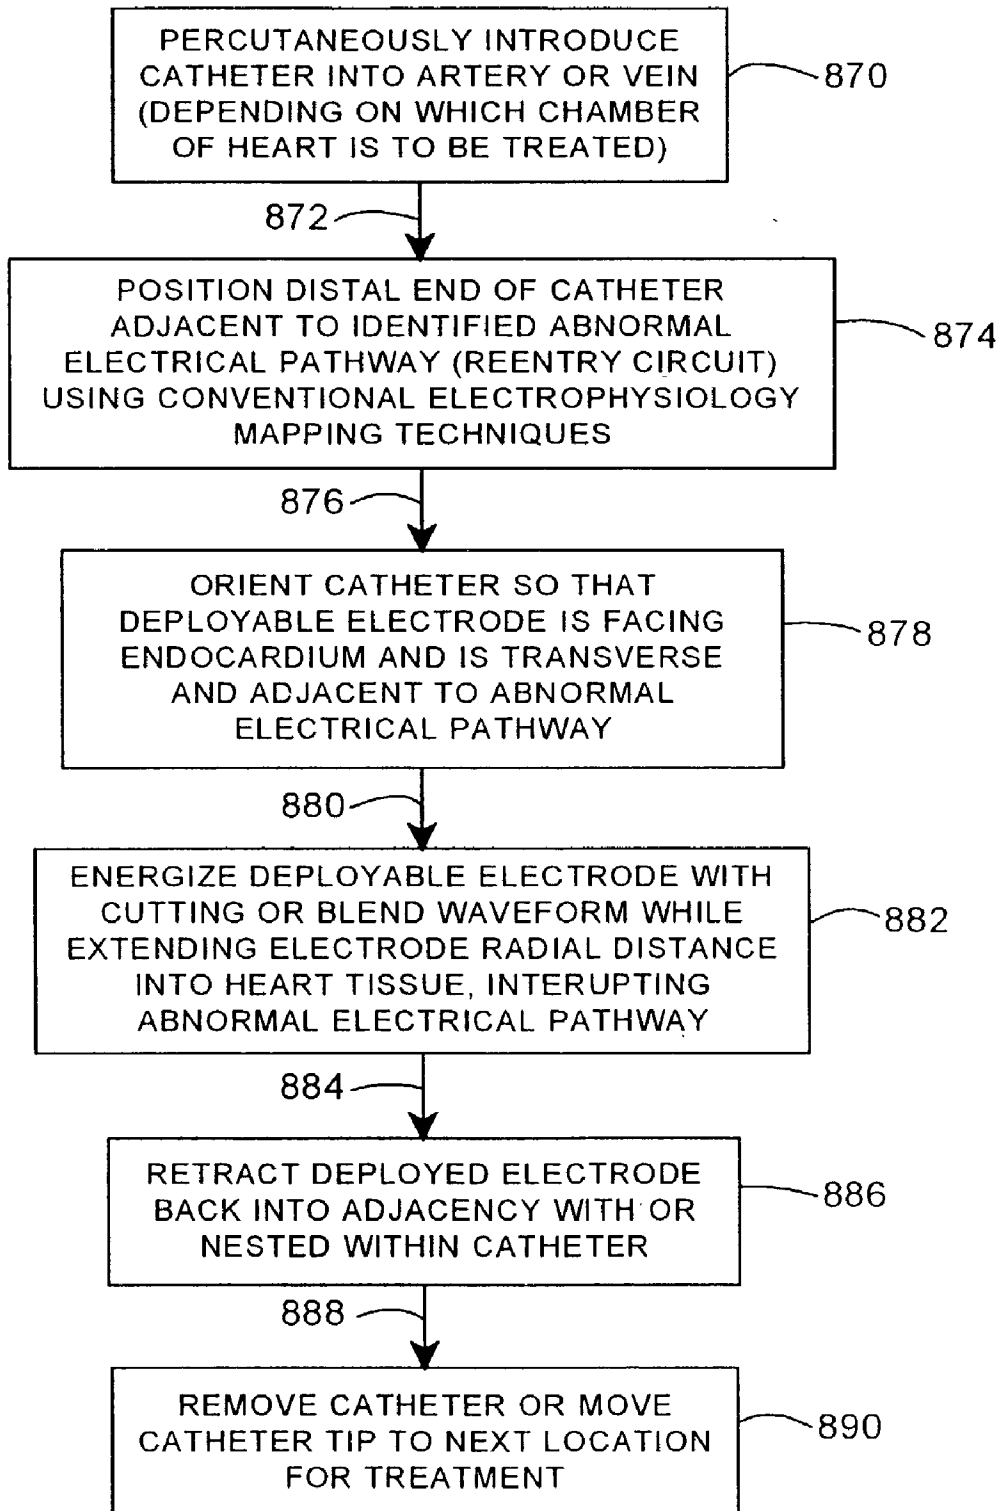 PERCUTANEOUSLY INTRODUCE
CATHETER INTO ARTERY OR VEIN
(DEPENDING ON WHICH CHAMBER
OF HEART IS TO BE TREATED)
870
872
POSITION DISTAL END OF CATHETER
ADJACENT TO IDENTIFIED ABNORMAL
ELECTRICAL PATHWAY (REENTRY CIRCUIT)
USING CONVENTIONAL ELECTROPHYSIOLOGY
MAPPING TECHNIQUES
874
876
ORIENT CATHETER SO THAT
DEPLOYABLE ELECTRODE IS FACING
ENDOCARDIUM AND IS TRANSVERSE
AND ADJACENT TO ABNORMAL
ELECTRICAL PATHWAY
878
880
ENERGIZE DEPLOYABLE ELECTRODE WITH
CUTTING OR BLEND WAVEFORM WHILE
EXTENDING ELECTRODE RADIAL DISTANCE
INTO HEART TISSUE, INTERUPTING
ABNORMAL ELECTRICAL PATHWAY
882
884
RETRACT DEPLOYED ELECTRODE
BACK INTO ADJACENCY WITH OR
NESTED WITHIN CATHETER
886
888
REMOVE CATHETER OR MOVE
CATHETER TIP TO NEXT LOCATION
FOR TREATMENT
890